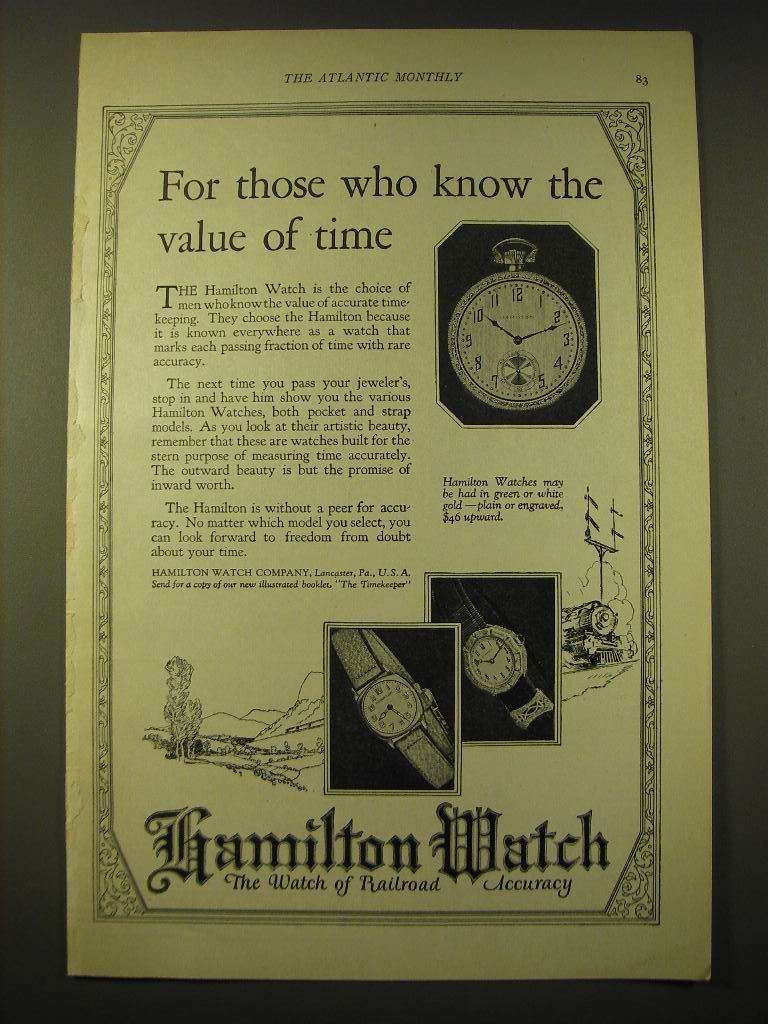 THE ATLANTIC MONTHLY 83
For those who know the
value of time
THE Hamilton Watch is the choice of
men who know the value of accurate time-
keeping. They choose the Hamilton because
it is known everywhere as a watch that
marks each passing fraction of time with rare
accuracy.
The next time you pass your jeweler's,
stop in and have him show you the various
Hamilton Watches, both pocket and strap
models. As you look at their artistic beauty,
remember that these are watches built for the
stern purpose of measuring time accurately.
The outward beauty is but the promise of
inward worth.
The Hamilton is without a peer for accu-
racy. No matter which model you select, you
can look forward to freedom from doubt
about your time.
HAMILTON WATCH COMPANY, Lancaster, Pa., U. S. A.
Send for a copy of our new illustrated booklet, "The Timekeeper"
HAMILTON
Hamilton Watches may
be had in green or white
gold—plain or engraved,
$46 upward.
Hamilton Watch
The Watch of Railroad Accuracy